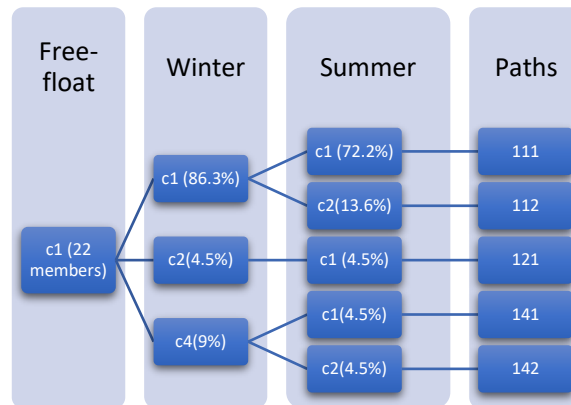 Free-
float
Winter
Summer
Paths
c1 (22
members)
c1 (86.3%)
c2(4.5%)
c4(9%)
c1 (72.2%)
c2(13.6%)
c1 (4.5%)
c1(4.5%)
c2(4.5%)
111
112
121
141
142